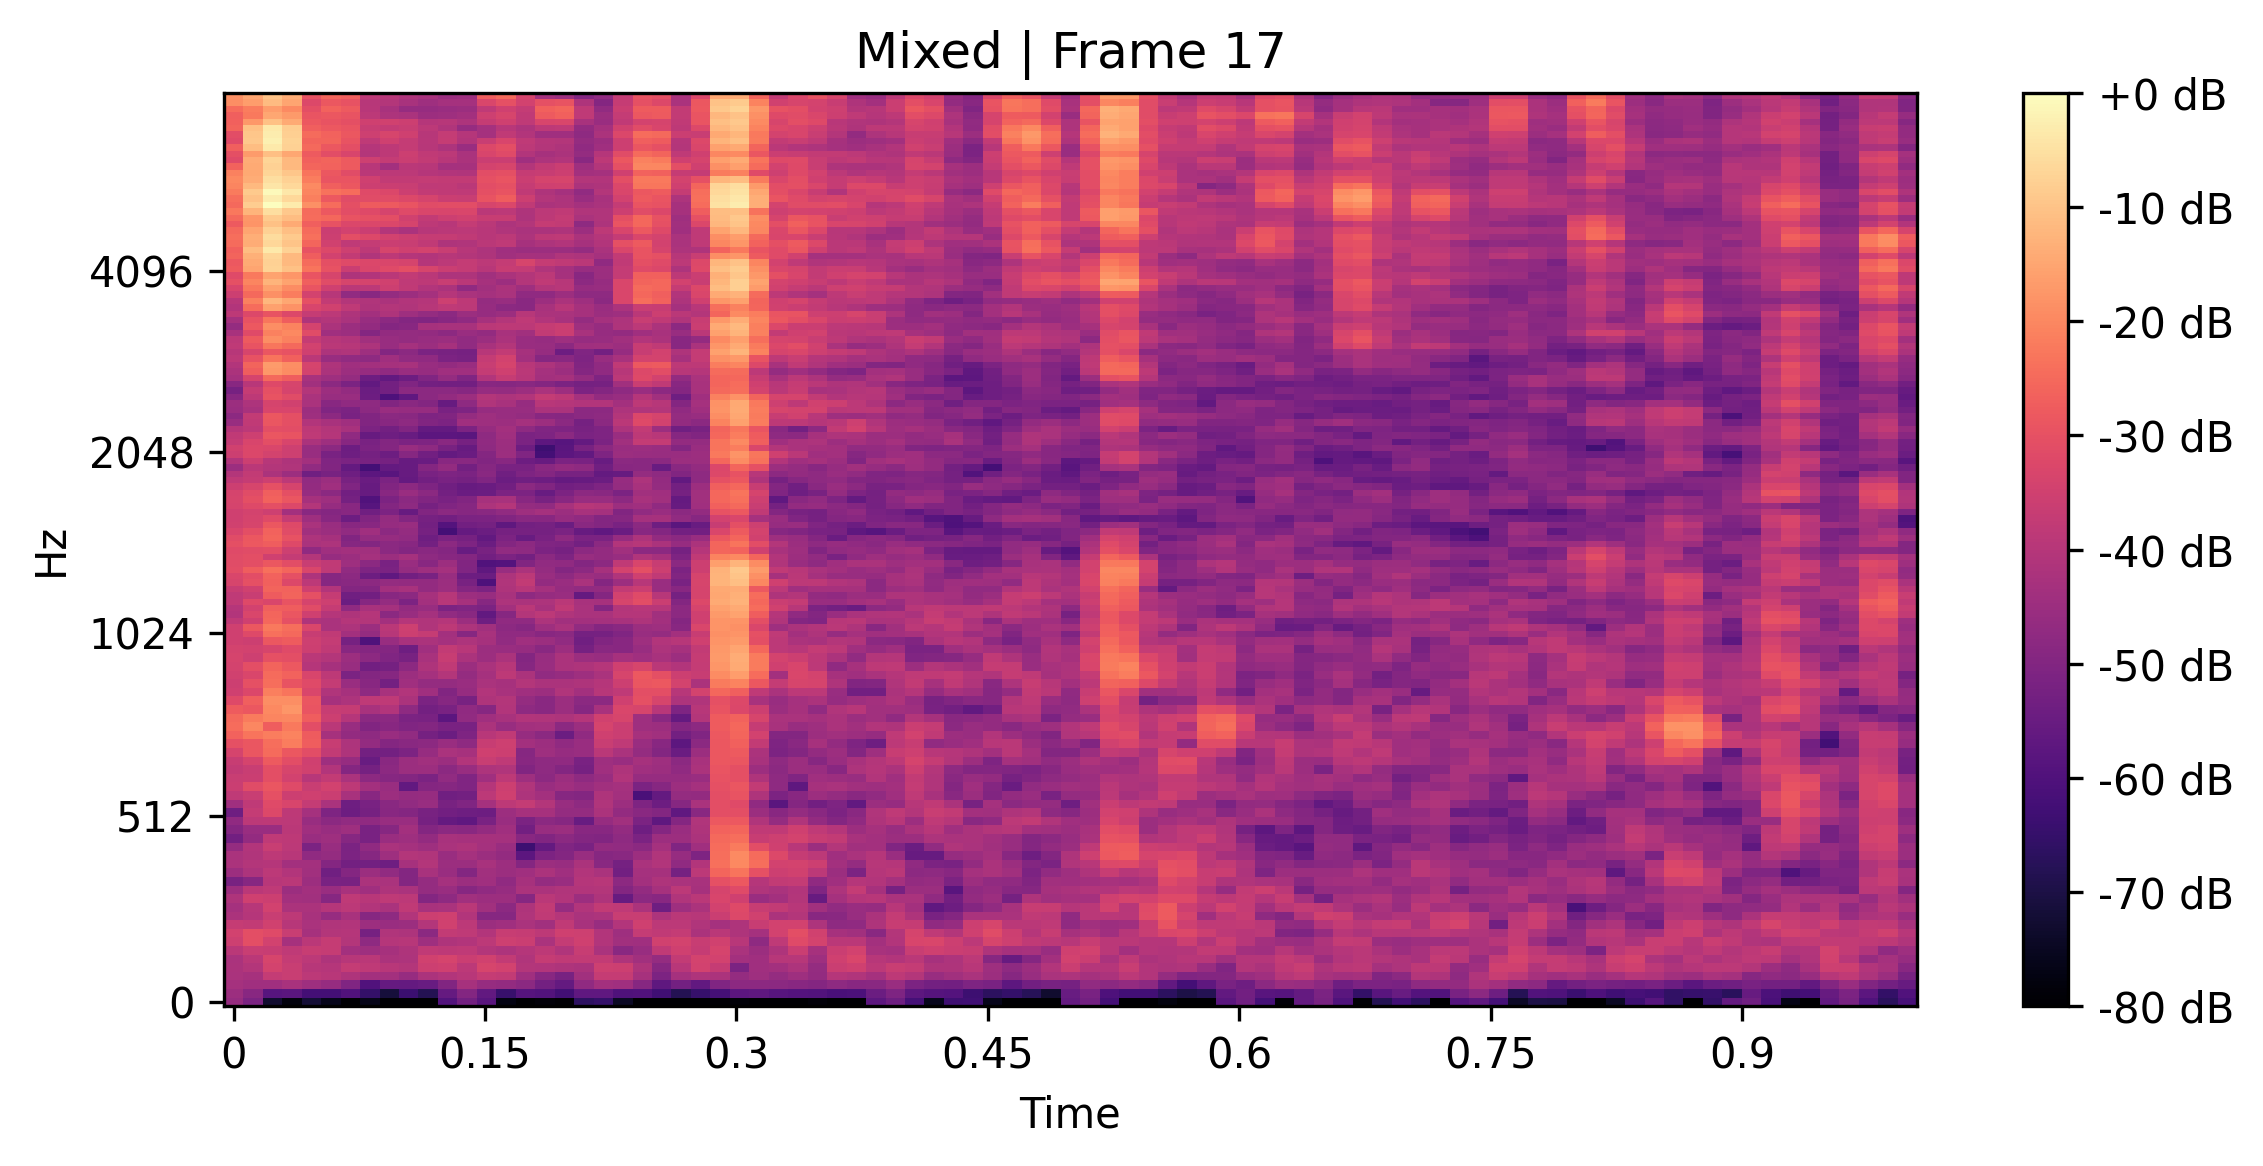 Mixed | Frame 17
Hz
4096
2048
1024
512
0
0 0.15 0.3 0.45 0.6 0.75 0.9
Time
+0 dB
-10 dB
-20 dB
-30 dB
-40 dB
-50 dB
-60 dB
-70 dB
-80 dB